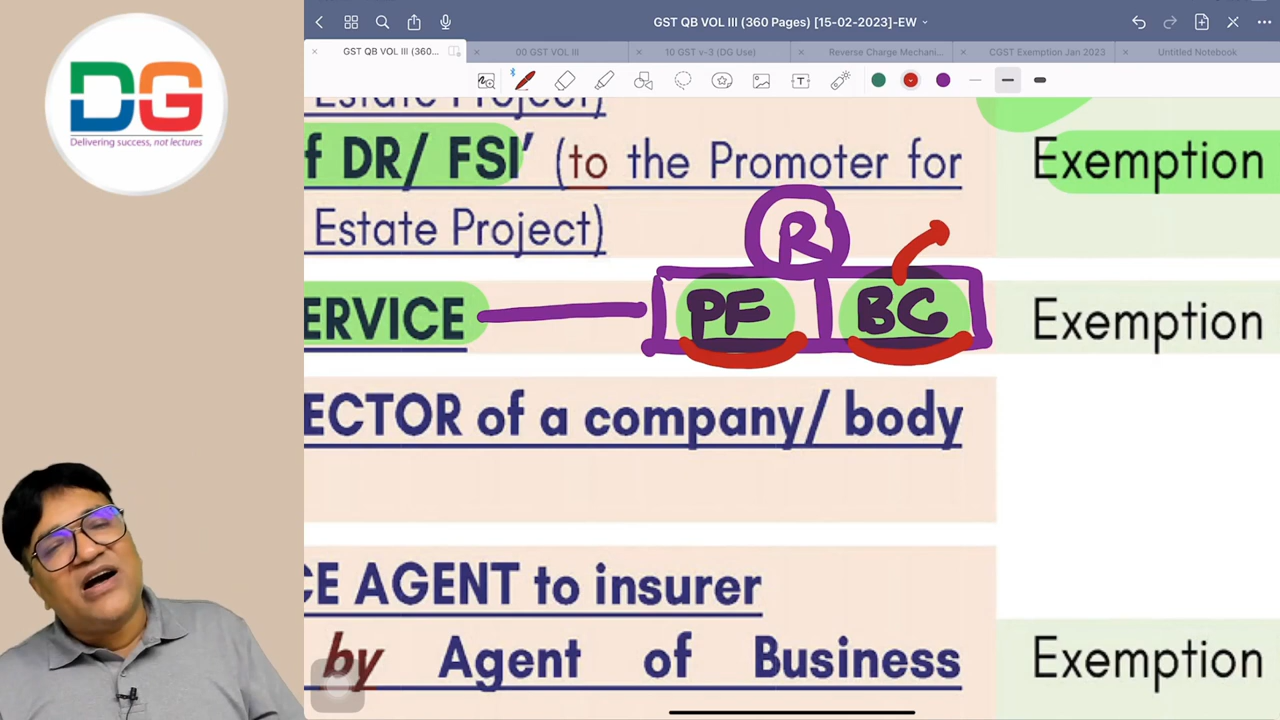 DG
Delivering success, not lectures
GST QB VOL III (360 Pages) [15-02-2023]-EW
GST QB VOL III (360...
00 GST VOL III
10 GST v-3 (DG Use)
Reverse Charge Mechani...
CGST Exemption Jan 2023
Untitled Notebook
Estate Project)
f DR/ FSI’ (to the Promoter for
Exemption
Estate Project)
R
ERVICE
PF
BC
Exemption
ECTOR of a company/ body
CE AGENT to insurer
by Agent of Business
Exemption